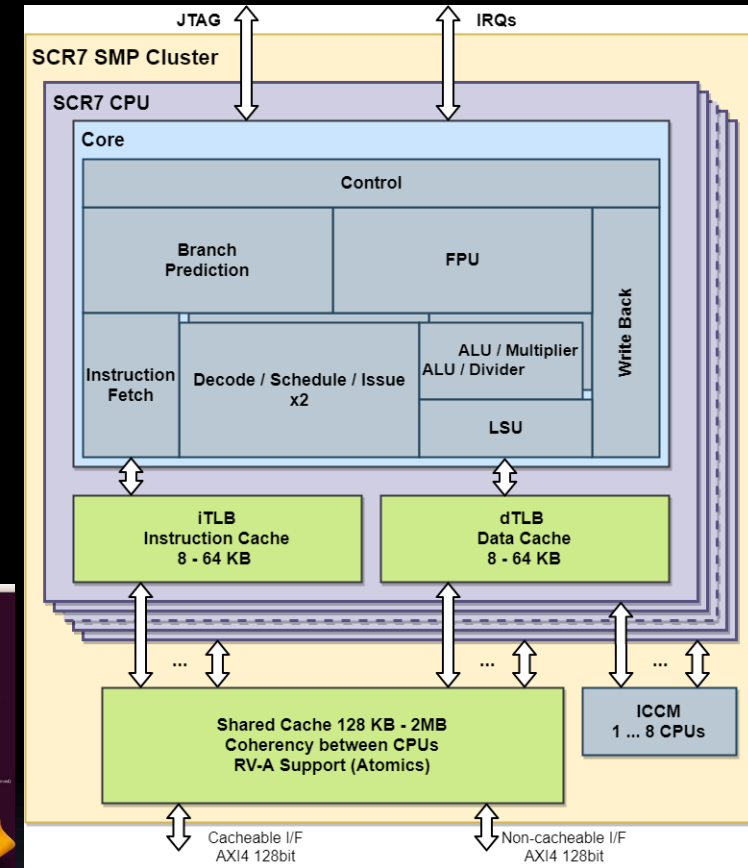 JTAG
IRQs
SCR7 SMP Cluster
SCR7 CPU
Core
Control
Branch
Prediction
FPU
Write Back
Instruction
Fetch
Decode / Schedule / Issue
x2
ALU / Multiplier
ALU / Divider
LSU
iTLB
Instruction Cache
8 - 64 KB
dTLB
Data Cache
8 - 64 KB
...
...
...
Shared Cache 128 KB - 2MB
Coherency between CPUs
RV-A Support (Atomics)
ICCM
1 ... 8 CPUs
Cacheable I/F
AXI4 128bit
Non-cacheable I/F
AXI4 128bit